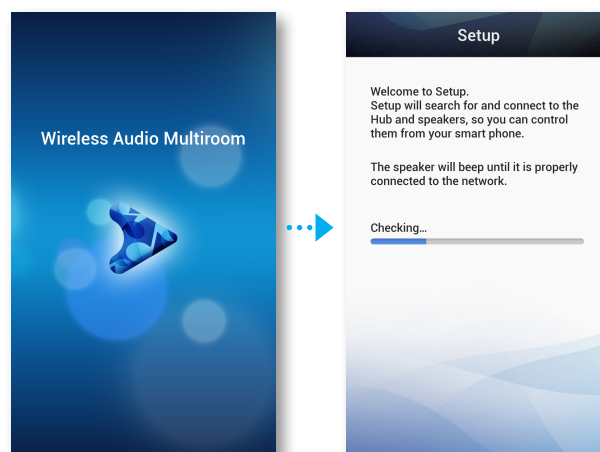 Wireless Audio Multiroom
Setup
Welcome to Setup.
Setup will search for and connect to the
Hub and speakers, so you can control
them from your smart phone.
The speaker will beep until it is properly
connected to the network.
Checking...